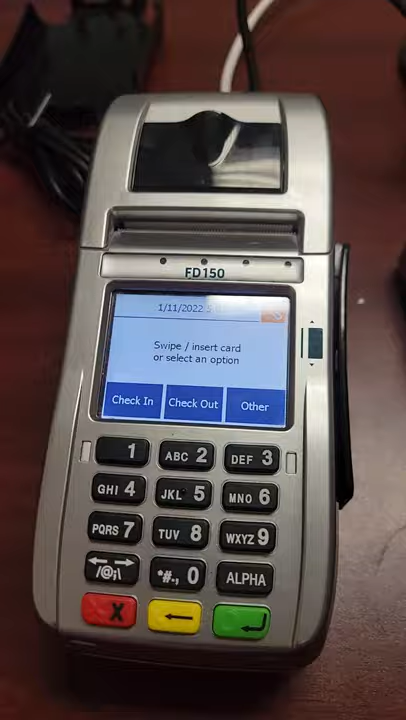 FD150
1/11/2022
Swipe / insert card
or select an option
Check In Check Out Other
1 ABC 2 DEF 3
GHI 4 JKL 5 MNO 6
PQRS 7 TUV 8 WXYZ 9
/@;\ *#., 0 ALPHA
X